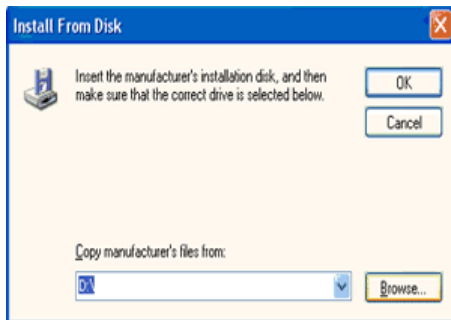 Install From Disk
Insert the manufacturer's installation disk, and then
make sure that the correct drive is selected below.
OK
Cancel
Copy manufacturer's files from:
D:\
Browse...